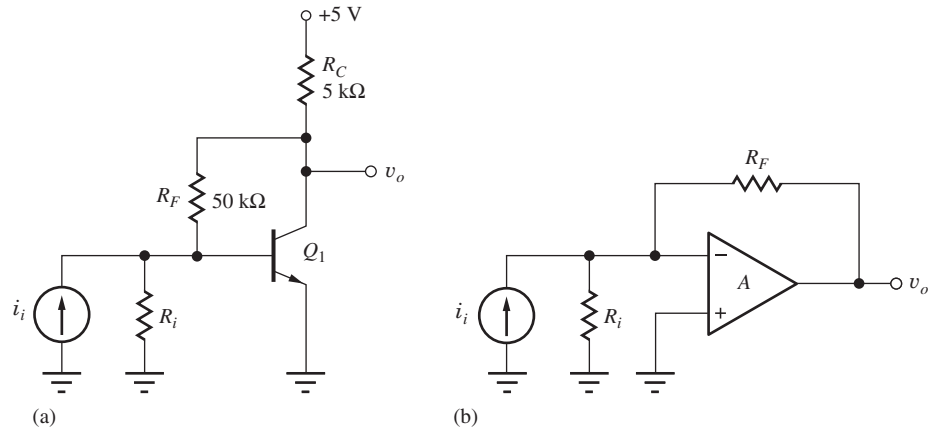 +5 V
R_C
5 kΩ
R_F
50 kΩ
v_o
Q_1
i_i
R_i
(a)
R_F
A
−
+
v_o
i_i
R_i
(b)